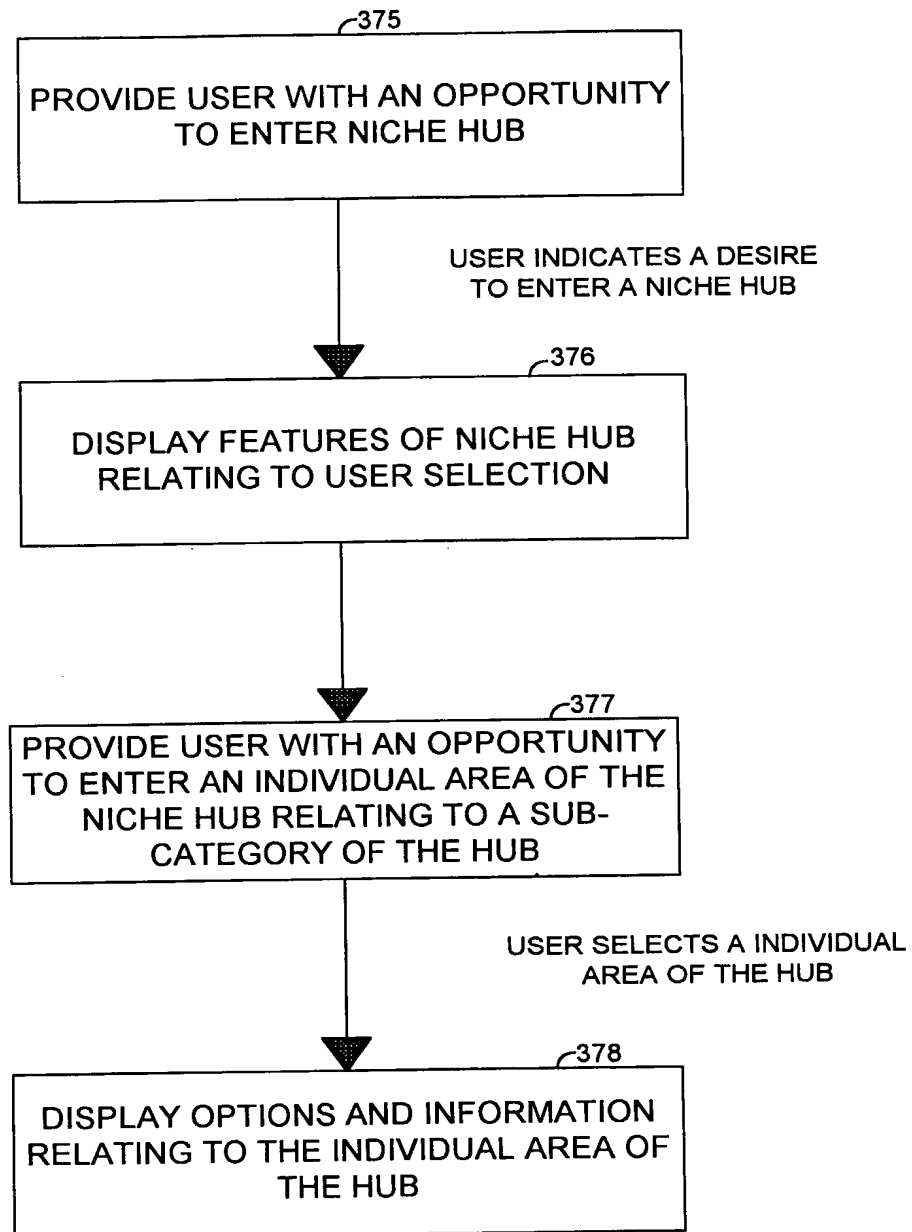 375
PROVIDE USER WITH AN OPPORTUNITY
TO ENTER NICHE HUB
USER INDICATES A DESIRE
TO ENTER A NICHE HUB
376
DISPLAY FEATURES OF NICHE HUB
RELATING TO USER SELECTION
377
PROVIDE USER WITH AN OPPORTUNITY
TO ENTER AN INDIVIDUAL AREA OF THE
NICHE HUB RELATING TO A SUB-
CATEGORY OF THE HUB
USER SELECTS A INDIVIDUAL
AREA OF THE HUB
378
DISPLAY OPTIONS AND INFORMATION
RELATING TO THE INDIVIDUAL AREA OF
THE HUB